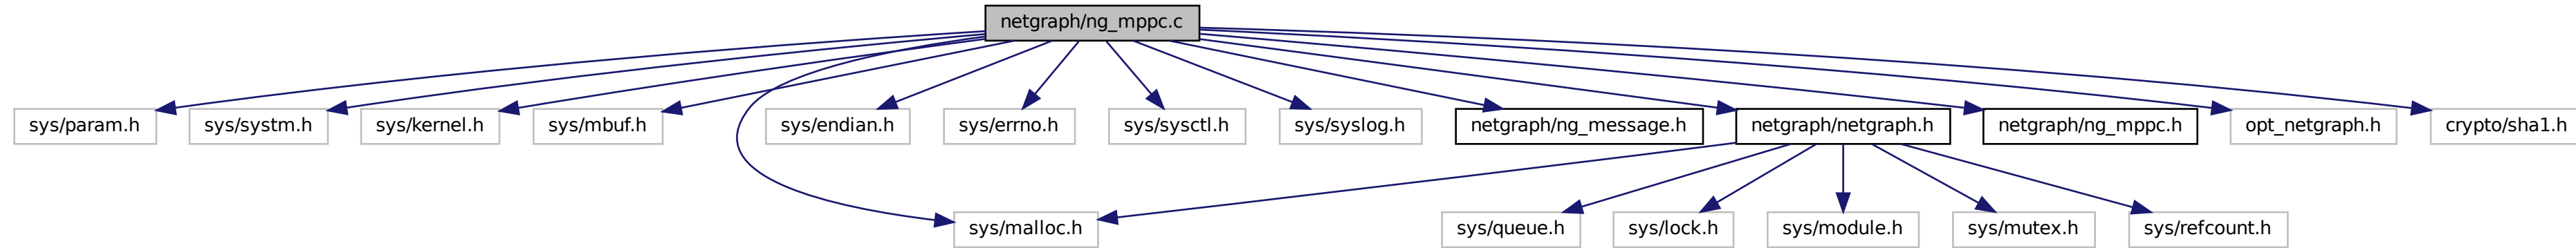 netgraph/ng_mppc.c
sys/param.h
sys/systm.h
sys/kernel.h
sys/mbuf.h
sys/endian.h
sys/errno.h
sys/sysctl.h
sys/syslog.h
netgraph/ng_message.h
netgraph/netgraph.h
netgraph/ng_mppc.h
opt_netgraph.h
crypto/sha1.h
sys/malloc.h
sys/queue.h
sys/lock.h
sys/module.h
sys/mutex.h
sys/refcount.h